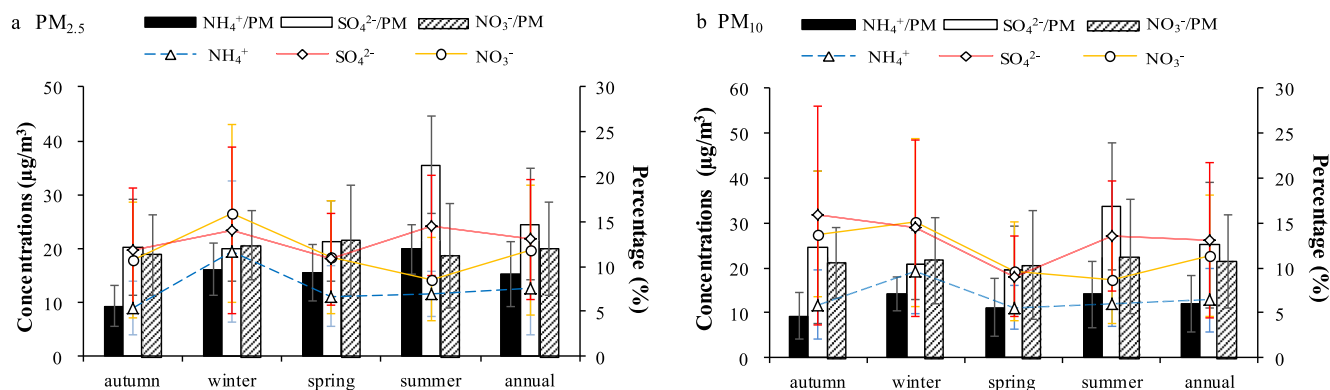 a PM₂.₅
NH₄⁺/PM SO₄²⁻/PM NO₃⁻/PM
NH₄⁺ SO₄²⁻ NO₃⁻
Concentrations (µg/m³)
50
40
30
20
10
0
Percentage (%)
30
25
20
15
10
5
0
autumn winter spring summer annual
b PM₁₀
NH₄⁺/PM SO₄²⁻/PM NO₃⁻/PM
NH₄⁺ SO₄²⁻ NO₃⁻
Concentrations (µg/m³)
60
50
40
30
20
10
0
Percentage (%)
30
25
20
15
10
5
0
autumn winter spring summer annual